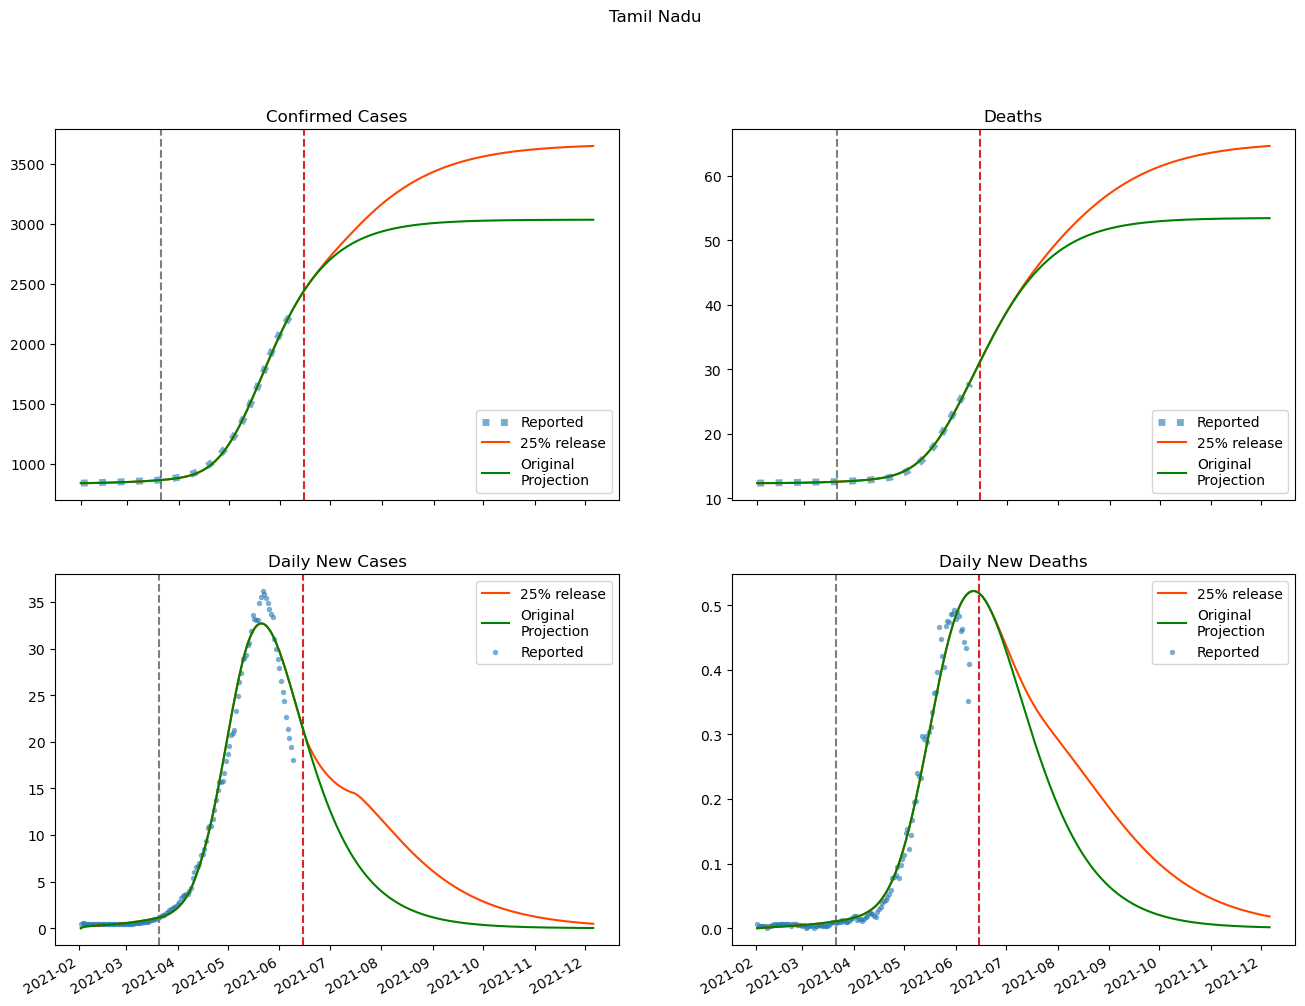 Tamil Nadu
Confirmed Cases
3500
3000
2500
2000
1500
1000
Reported
25% release
Original
Projection
Deaths
60
50
40
30
20
10
Reported
25% release
Original
Projection
Daily New Cases
35
30
25
20
15
10
5
0
25% release
Original
Projection
Reported
2021-02
2021-03
2021-04
2021-05
2021-06
2021-07
2021-08
2021-09
2021-10
2021-11
2021-12
Daily New Deaths
0.5
0.4
0.3
0.2
0.1
0.0
25% release
Original
Projection
Reported
2021-02
2021-03
2021-04
2021-05
2021-06
2021-07
2021-08
2021-09
2021-10
2021-11
2021-12